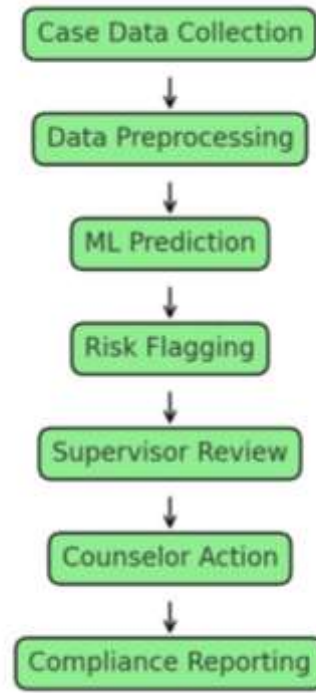 Case Data Collection
Data Preprocessing
ML Prediction
Risk Flagging
Supervisor Review
Counselor Action
Compliance Reporting